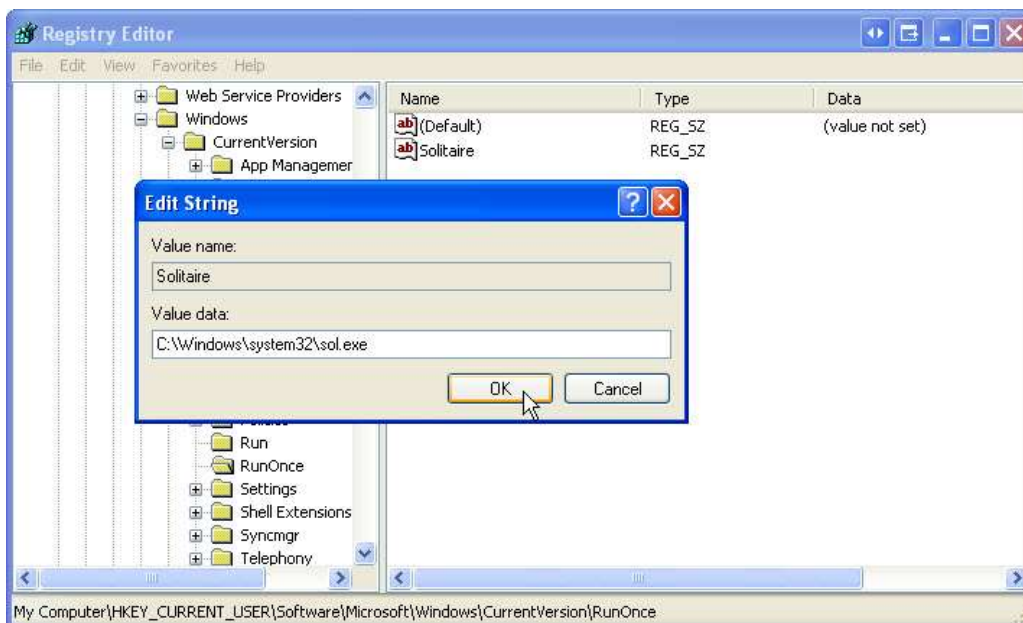 Registry Editor
File Edit View Favorites Help
Web Service Providers
Windows
CurrentVersion
App Managemer
Name Type Data
ab (Default) REG_SZ (value not set)
ab Solitaire REG_SZ
Edit String
Value name:
Solitaire
Value data:
C:\Windows\system32\sol.exe
OK Cancel
Run
RunOnce
Settings
Shell Extensions
Syncmgr
Telephony
My Computer\HKEY_CURRENT_USER\Software\Microsoft\Windows\CurrentVersion\RunOnce